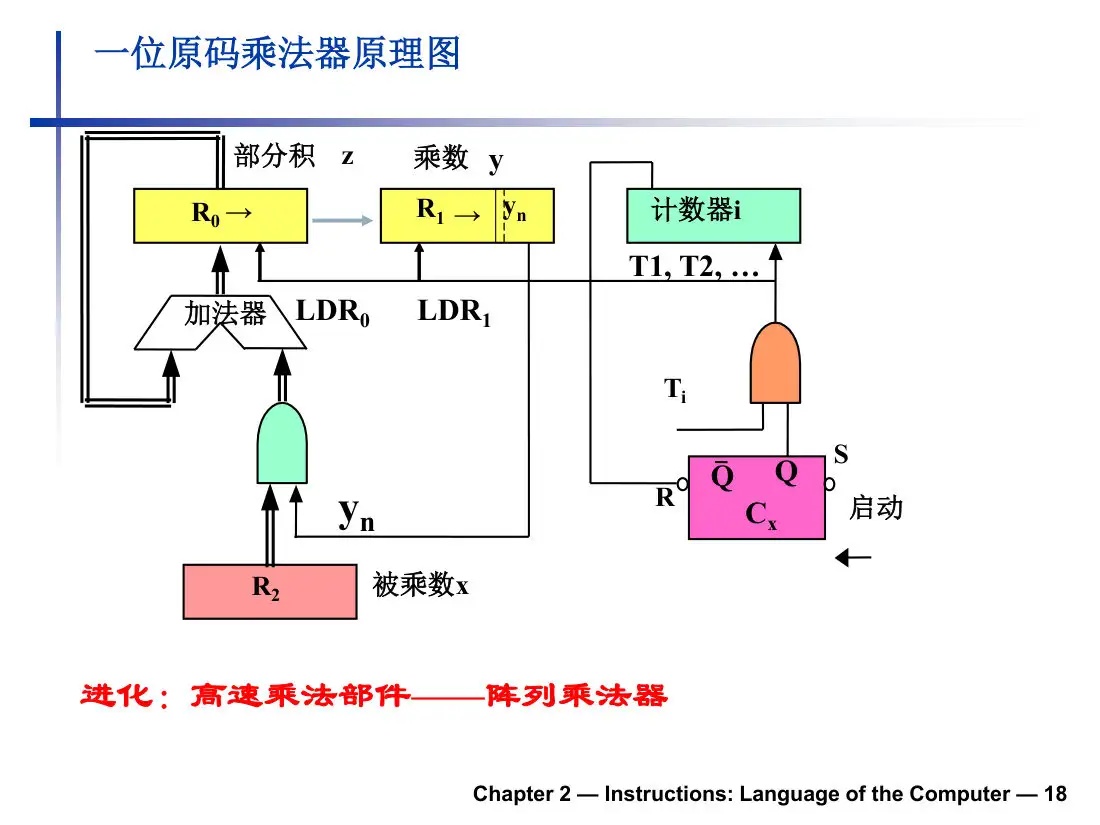 一位原码乘法器原理图
部分积 z
乘数 y
R₀ →
R₁ →
yₙ
计数器i
T1, T2, …
加法器
LDR₀
LDR₁
Tᵢ
yₙ
R
Q̄
Q
S
Cₓ
启动
R₂
被乘数x
进化：高速乘法部件——阵列乘法器
Chapter 2 — Instructions: Language of the Computer — 18